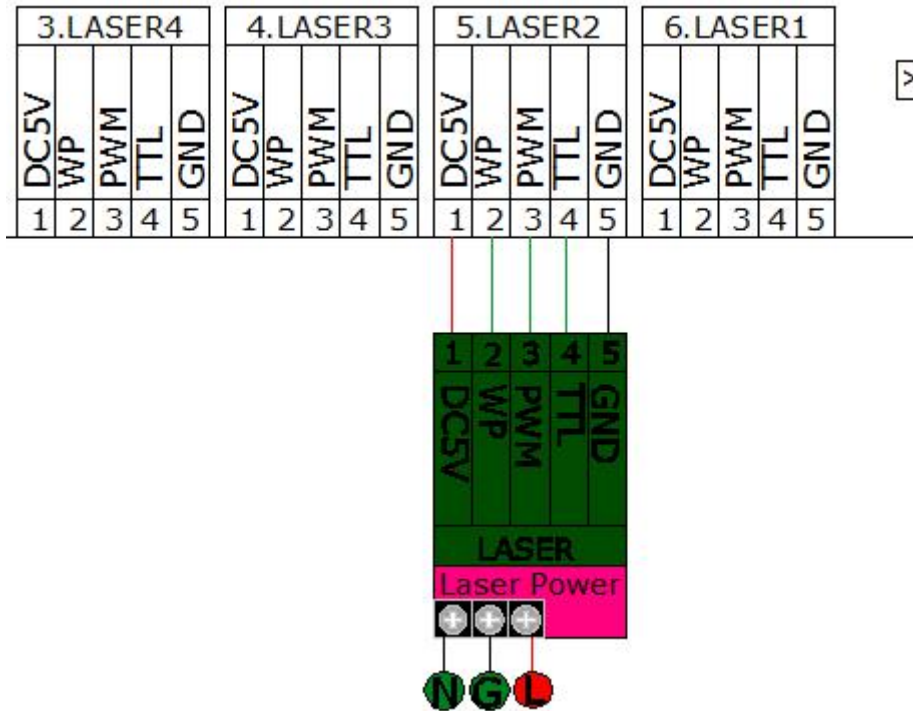 3.LASER4 4.LASER3 5.LASER2 6.LASER1
DC5V WP PWM TTL GND DC5V WP PWM TTL GND DC5V WP PWM TTL GND DC5V WP PWM TTL GND
1 2 3 4 5 1 2 3 4 5 1 2 3 4 5 1 2 3 4 5
>
1 2 3 4 5
DC5V WP PWM TTL GND
LASER
Laser Power
N G L